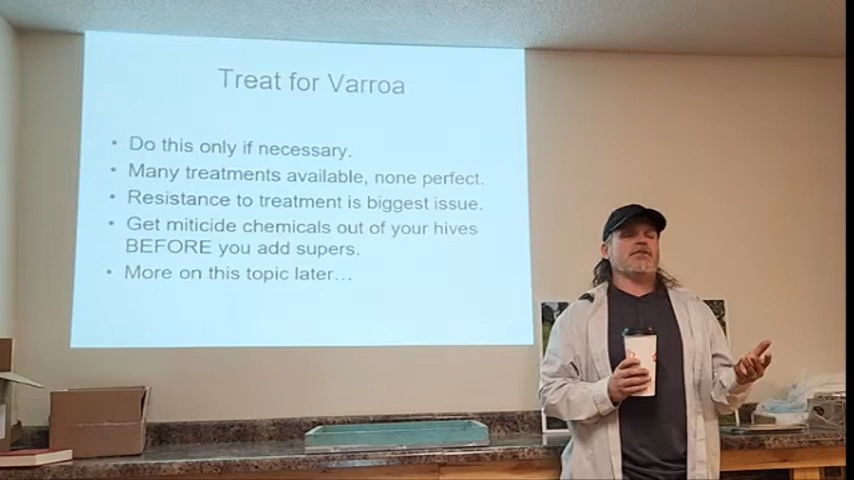 Treat for Varroa
• Do this only if necessary.
• Many treatments available, none perfect.
• Resistance to treatment is biggest issue.
• Get miticide chemicals out of your hives
BEFORE you add supers.
• More on this topic later…